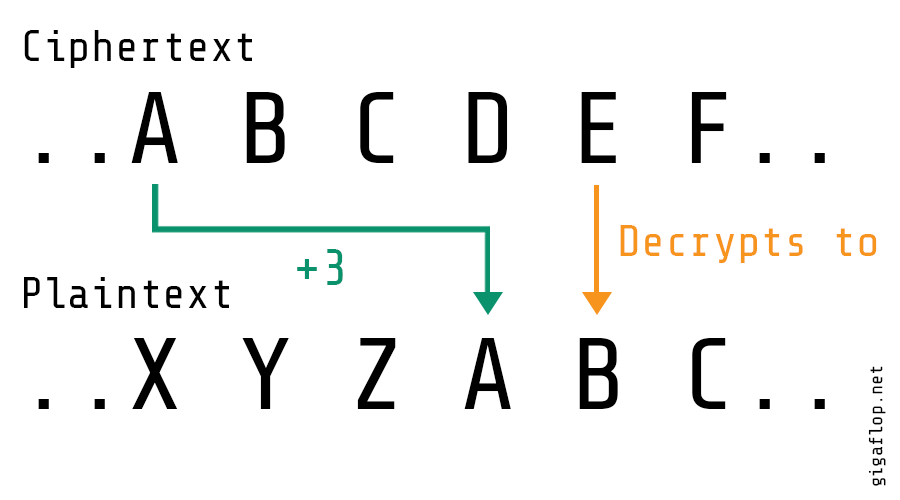 Ciphertext
..A B C D E F..
Decrypts to
+3
Plaintext
..X Y Z A B C..
gigaflop.net